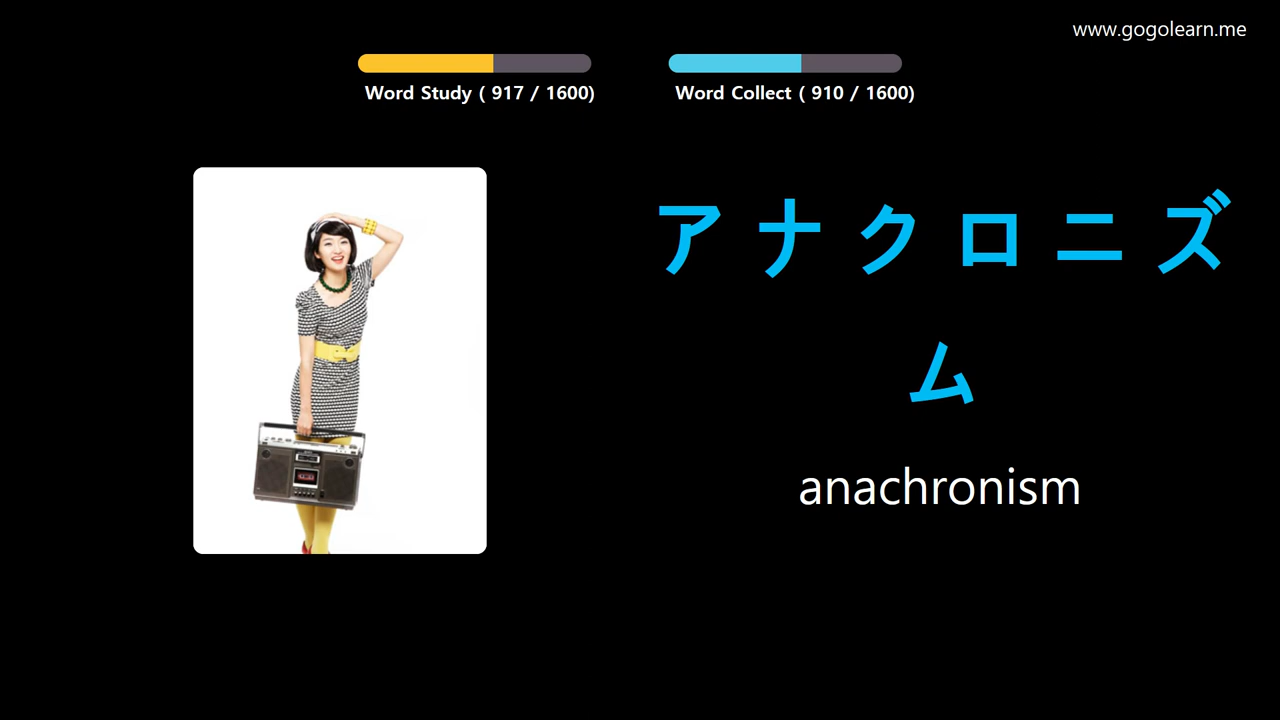 www.gogolearn.me
Word Study ( 917 / 1600)
Word Collect ( 910 / 1600)
アナクロニズ
ム
anachronism